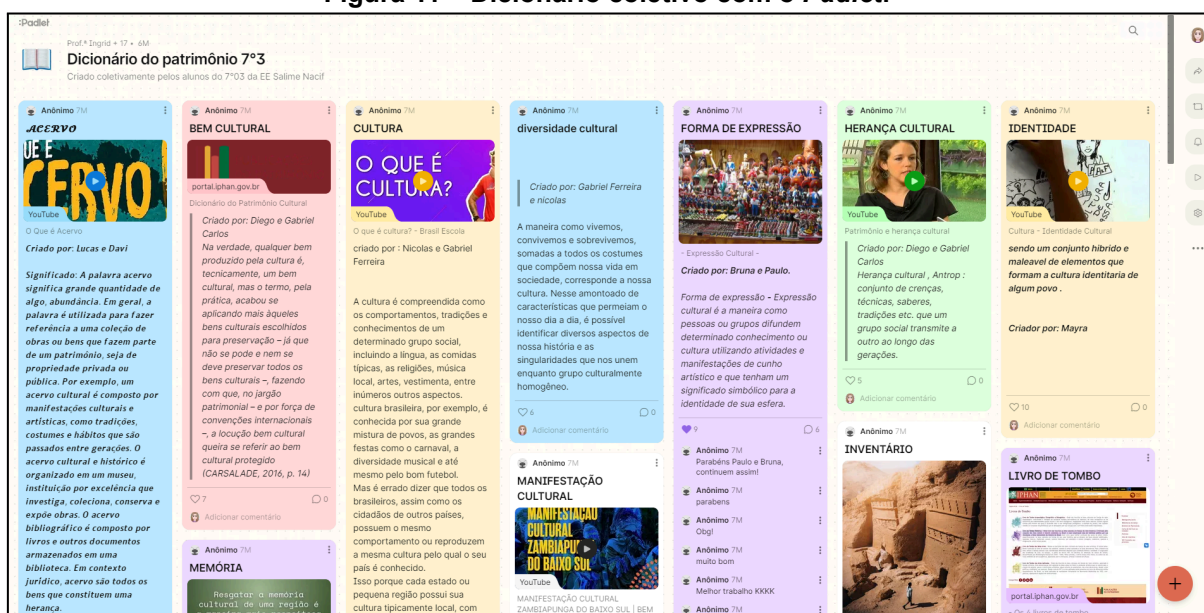 Figura 41 – Dicionário coletivo com o Padlet.
:Padlet
Prof.ª Ingrid + 17 • 6M
Dicionário do patrimônio 7°3
Criado coletivamente pelos alunos do 7°03 da EE Salime Nacif
Anônimo 7M
ACERVO
UE É
CERVO
YouTube
O Que é Acervo
Criado por: Lucas e Davi
Significado: A palavra acervo
significa grande quantidade de
algo, abundância. Em geral, a
palavra é utilizada para fazer
referência a uma coleção de
obras ou bens que fazem parte
de um patrimônio, seja de
propriedade privada ou
pública. Por exemplo, um
acervo cultural é composto por
manifestações culturais e
artísticas, como tradições,
costumes e hábitos que são
passados entre gerações. O
acervo cultural e histórico é
organizado em um museu,
instituição por excelência que
investiga, coleciona, conserva e
expõe obras. O acervo
bibliográfico é composto por
livros e outros documentos
armazenados em uma
biblioteca. Em contexto
jurídico, acervo são todos os
bens que constituem uma
herança.
Anônimo 7M
BEM CULTURAL
portal.iphan.gov.br
Dicionário do Patrimônio Cultural
Criado por: Diego e Gabriel
Carlos
Na verdade, qualquer bem
produzido pela cultura é,
tecnicamente, um bem
cultural, mas o termo, pela
prática, acabou se
aplicando mais àqueles
bens culturais escolhidos
para preservação – já que
não se pode e nem se
deve preservar todos os
bens culturais –, fazendo
com que, no jargão
patrimonial – e por força de
convenções internacionais
–, a locução bem cultural
queira se referir ao bem
cultural protegido
(CARSALADE, 2016, p. 14)
7 0
Adicionar comentário
Anônimo 7M
MEMÓRIA
Resgatar a memória
cultural de uma região é
Anônimo 7M
CULTURA
O QUE É
CULTURA?
YouTube
O que é cultura? - Brasil Escola
criado por : Nicolas e Gabriel
Ferreira
A cultura é compreendida como
os comportamentos, tradições e
conhecimentos de um
determinado grupo social,
incluindo a língua, as comidas
típicas, as religiões, música
local, artes, vestimenta, entre
inúmeros outros aspectos.
cultura brasileira, por exemplo, é
conhecida por sua grande
mistura de povos, as grandes
festas como o carnaval, a
diversidade musical e até
mesmo pelo bom futebol.
Mas é errado dizer que todos os
brasileiros, assim como os
cidadãos de outros países,
possuem o mesmo
comportamento ou reproduzem
a mesma cultura pelo qual o seu
país é conhecido.
Isso porque cada estado ou
pequena região possui sua
cultura tipicamente local, com
Anônimo 7M
diversidade cultural
Criado por: Gabriel Ferreira
e nicolas
A maneira como vivemos,
convivemos e sobrevivemos,
somadas a todos os costumes
que compõem nossa vida em
sociedade, corresponde a nossa
cultura. Nesse amontoado de
características que permeiam o
nosso dia a dia, é possível
identificar diversos aspectos de
nossa história e as
singularidades que nos unem
enquanto grupo culturalmente
homogêneo.
6 0
Adicionar comentário
Anônimo 7M
MANIFESTAÇÃO
CULTURAL
MANIFESTAÇÃO
CULTURAL
ZAMBIAPUNGA
DO BAIXO SUL
YouTube
MANIFESTAÇÃO CULTURAL
ZAMBIAPUNGA DO BAIXO SUL | BEM
Anônimo 7M
FORMA DE EXPRESSÃO
YouTube
- Expressão Cultural -
Criado por: Bruna e Paulo.
Forma de expressão - Expressão
cultural é a maneira como
pessoas ou grupos difundem
determinado conhecimento ou
cultura utilizando atividades e
manifestações de cunho
artístico e que tenham um
significado simbólico para a
identidade de sua esfera.
9 6
Anônimo 7M
Parabéns Paulo e Bruna,
continuem assim!
Anônimo 7M
parabens
Anônimo 7M
Obg!
Anônimo 7M
muito bom
Anônimo 7M
Melhor trabalho KKKK
Anônimo 7M
Anônimo 7M
HERANÇA CULTURAL
YouTube
Patrimônio e herança cultural
Criado por: Diego e Gabriel
Carlos
Herança cultural , Antrop :
conjunto de crenças,
técnicas, saberes,
tradições etc. que um
grupo social transmite a
outro ao longo das
gerações.
5 0
Adicionar comentário
Anônimo 7M
INVENTÁRIO
Anônimo 7M
IDENTIDADE
YouTube
Cultura - Identidade Cultural
sendo um conjunto hibrido e
maleavel de elementos que
formam a cultura identitaria de
algum povo .
Criador por: Mayra
10 0
Adicionar comentário
Anônimo 7M
LIVRO DE TOMBO
IPHAN
portal.iphan.gov.br